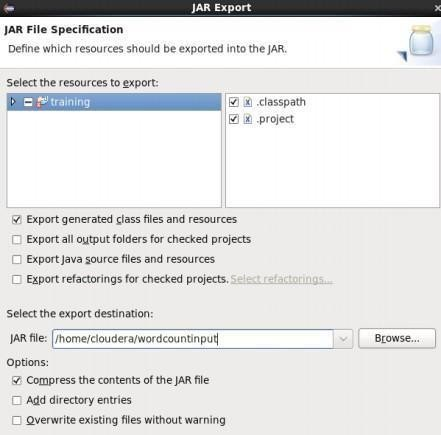 JAR Export
JAR File Specification
Define which resources should be exported into the JAR.
Select the resources to export:
training
.classpath
.project
Export generated class files and resources
Export all output folders for checked projects
Export Java source files and resources
Export refactorings for checked projects. Select refactorings...
Select the export destination:
JAR file: /home/cloudera/wordcountinput Browse...
Options:
Compress the contents of the JAR file
Add directory entries
Overwrite existing files without warning